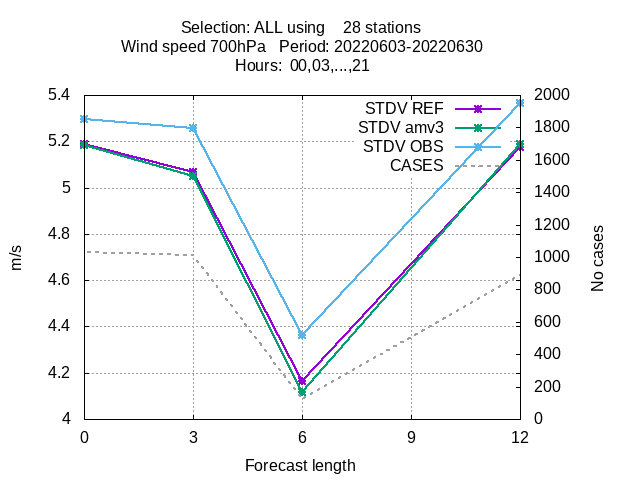 Selection: ALL using    28 stations
Wind speed 700hPa   Period: 20220603-20220630
Hours:  00,03,...,21
STDV REF
STDV amv3
STDV OBS
CASES
5.4
5.2
5
4.8
4.6
4.4
4.2
4
m/s
2000
1800
1600
1400
1200
1000
800
600
400
200
0
No cases
0 3 6 9 12
Forecast length